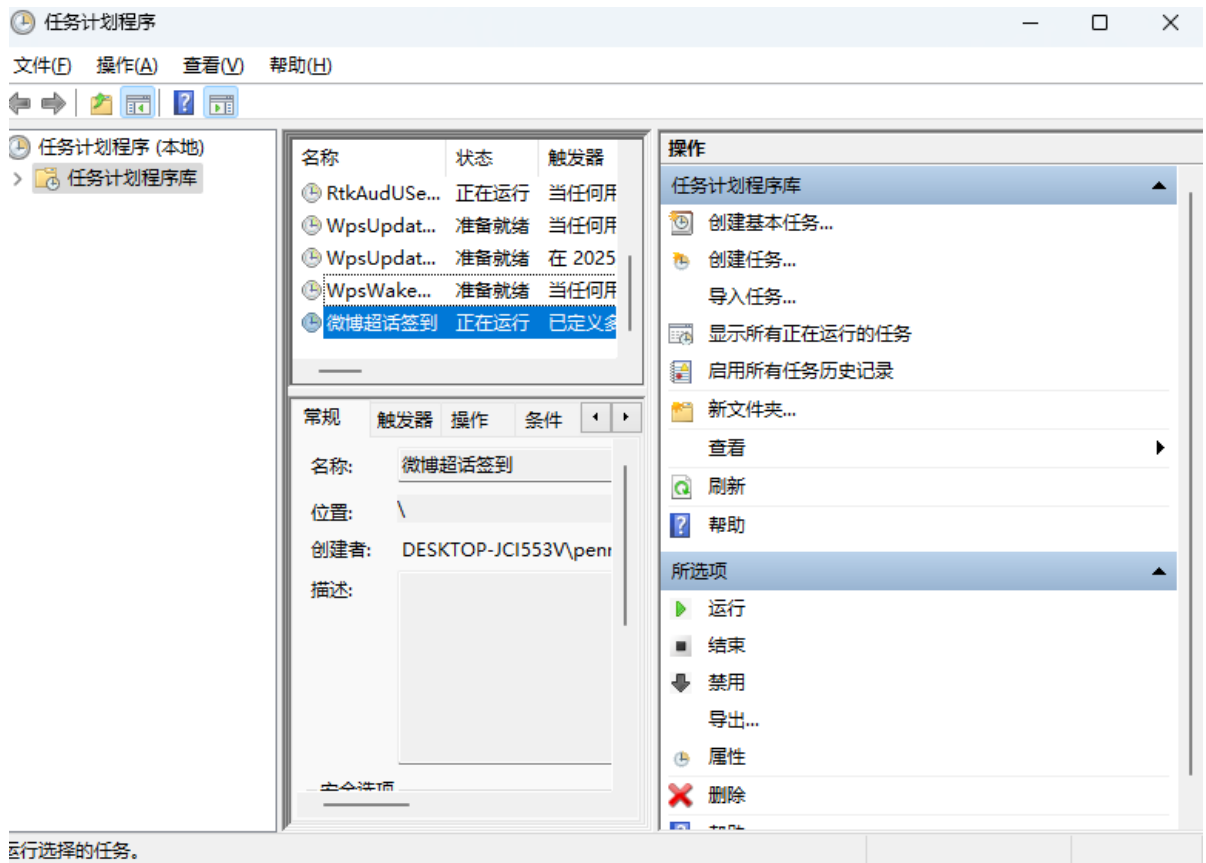 任务计划程序
文件(F) 操作(A) 查看(V) 帮助(H)
任务计划程序 (本地)
任务计划程序库
名称 状态 触发器
RtkAudUSe... 正在运行 当任何用
WpsUpdat... 准备就绪 当任何用
WpsUpdat... 准备就绪 在 2025
WpsWake... 准备就绪 当任何用
微博超话签到 正在运行 已定义多
常规 触发器 操作 条件
名称: 微博超话签到
位置: \
创建者: DESKTOP-JCI553V\penr
描述:
安全选项
操作
任务计划程序库
创建基本任务...
创建任务...
导入任务...
显示所有正在运行的任务
启用所有任务历史记录
新文件夹...
查看
刷新
帮助
所选项
运行
结束
禁用
导出...
属性
删除
帮助
运行选择的任务。